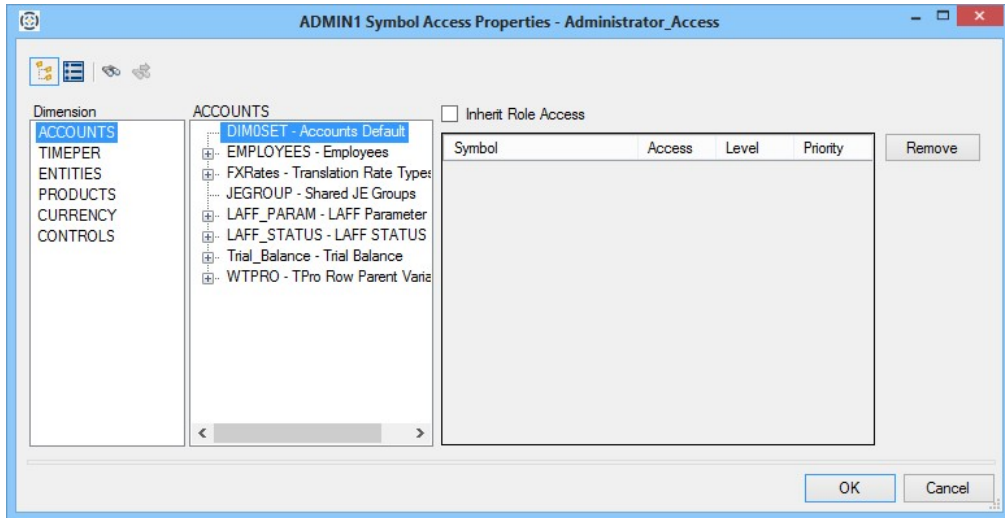 ADMIN1 Symbol Access Properties - Administrator_Access
Dimension
ACCOUNTS
TIMEPER
ENTITIES
PRODUCTS
CURRENCY
CONTROLS
ACCOUNTS
DIM0SET - Accounts Default
EMPLOYEES - Employees
FXRates - Translation Rate Types
JEGROUP - Shared JE Groups
LAFF_PARAM - LAFF Parameter
LAFF_STATUS - LAFF STATUS
Trial_Balance - Trial Balance
WTPRO - TPro Row Parent Varia
Inherit Role Access
Symbol Access Level Priority
Remove
OK Cancel